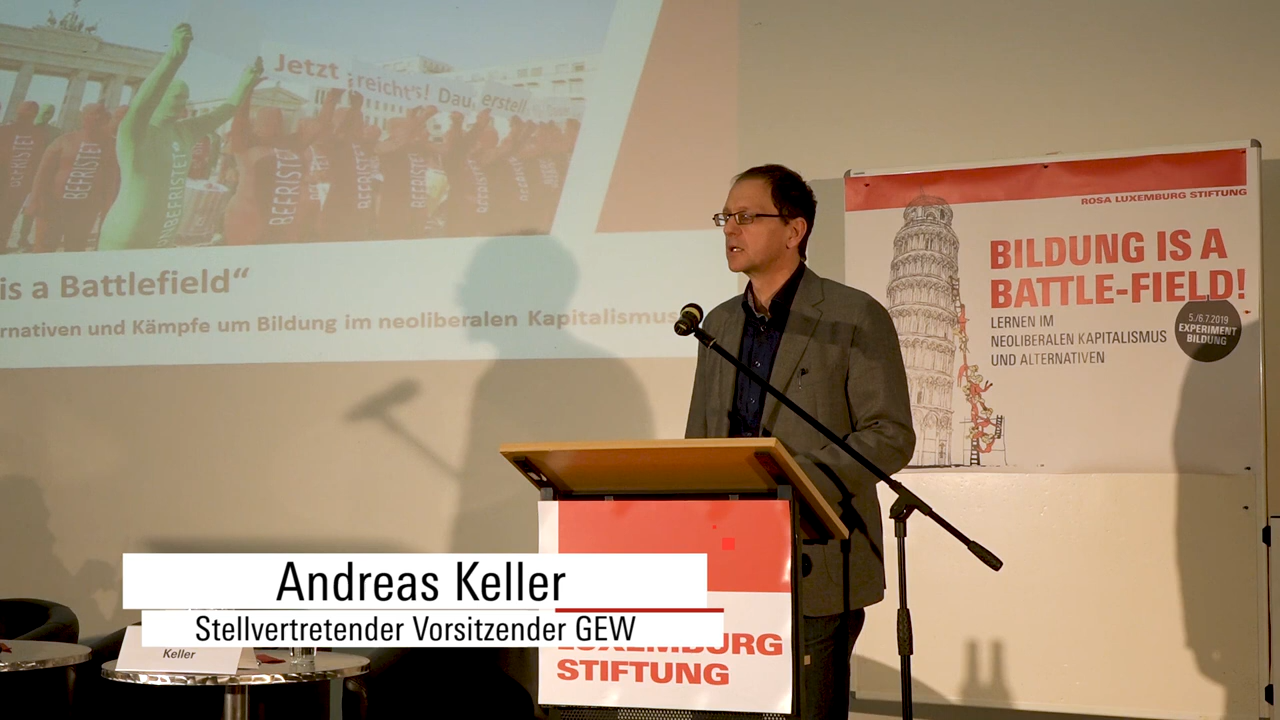 Jetzt reicht's! Dau erstell
BEFRISTET
BEFRISTET
UNBEFRISTET
BEFRISTET
BEFRISTET
BEFRISTET
is a Battlefield“
rnativen und Kämpfe um Bildung im neoliberalen Kapitalismus
ROSA LUXEMBURG STIFTUNG
BILDUNG IS A
BATTLE-FIELD!
LERNEN IM
NEOLIBERALEN KAPITALISMUS
UND ALTERNATIVEN
5./6.7.2019
EXPERIMENT
BILDUNG
Andreas Keller
Stellvertretender Vorsitzender GEW
Keller
LUXEMBURG
STIFTUNG